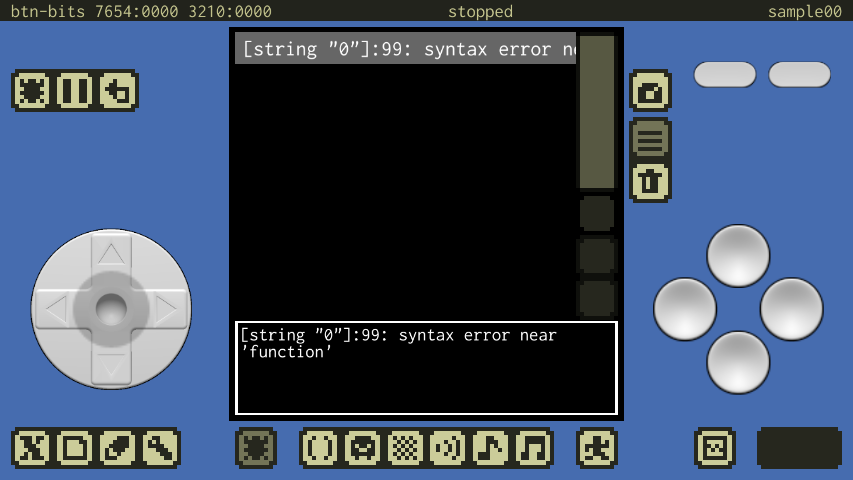 btn-bits 7654:0000 3210:0000 stopped sample00
[string "0"]:99: syntax error ne
[string "0"]:99: syntax error near
'function'